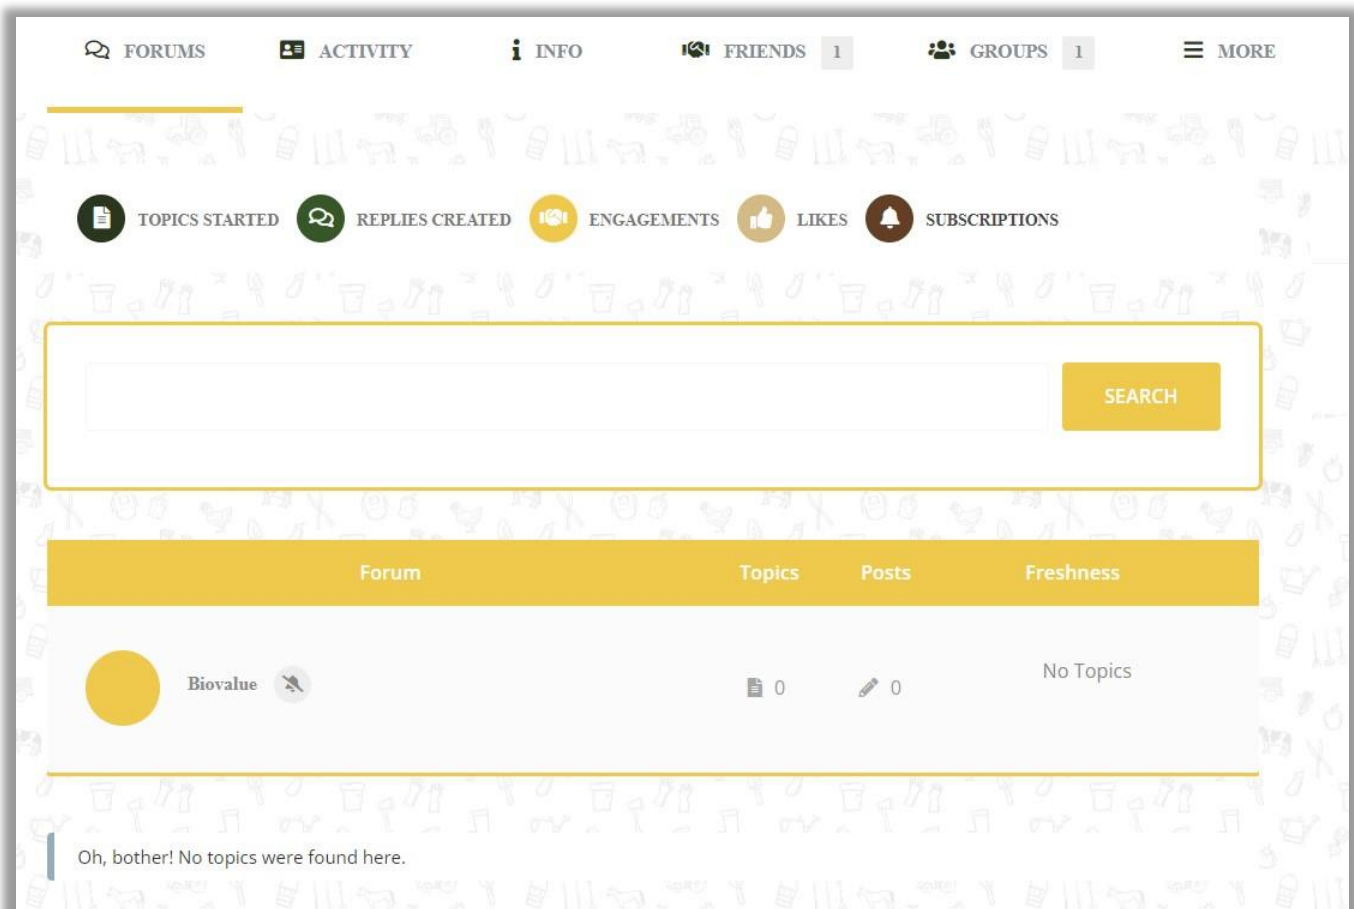 FORUMS ACTIVITY INFO FRIENDS 1 GROUPS 1 MORE
TOPICS STARTED REPLIES CREATED ENGAGEMENTS LIKES SUBSCRIPTIONS
SEARCH
Forum Topics Posts Freshness
Biovalue 0 0 No Topics
Oh, bother! No topics were found here.